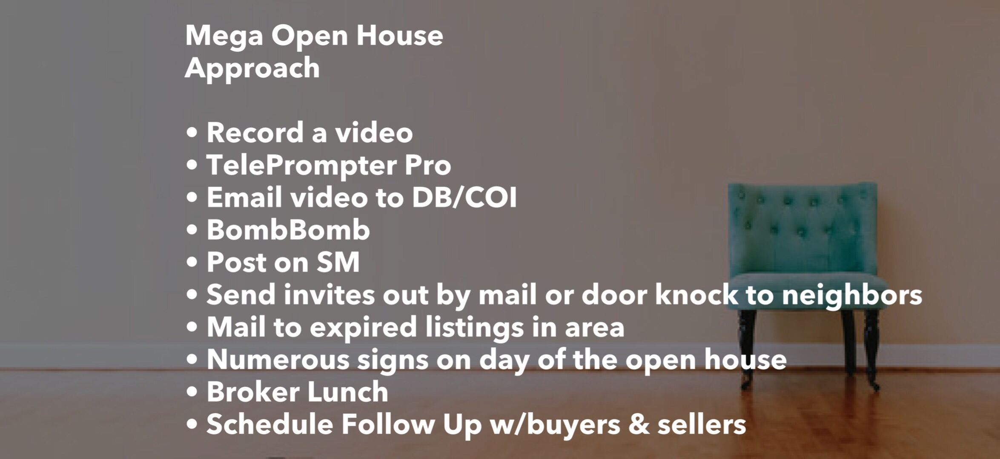 Mega Open House
Approach
• Record a video
• TelePrompter Pro
• Email video to DB/COI
• BombBomb
• Post on SM
• Send invites out by mail or door knock to neighbors
• Mail to expired listings in area
• Numerous signs on day of the open house
• Broker Lunch
• Schedule Follow Up w/buyers & sellers